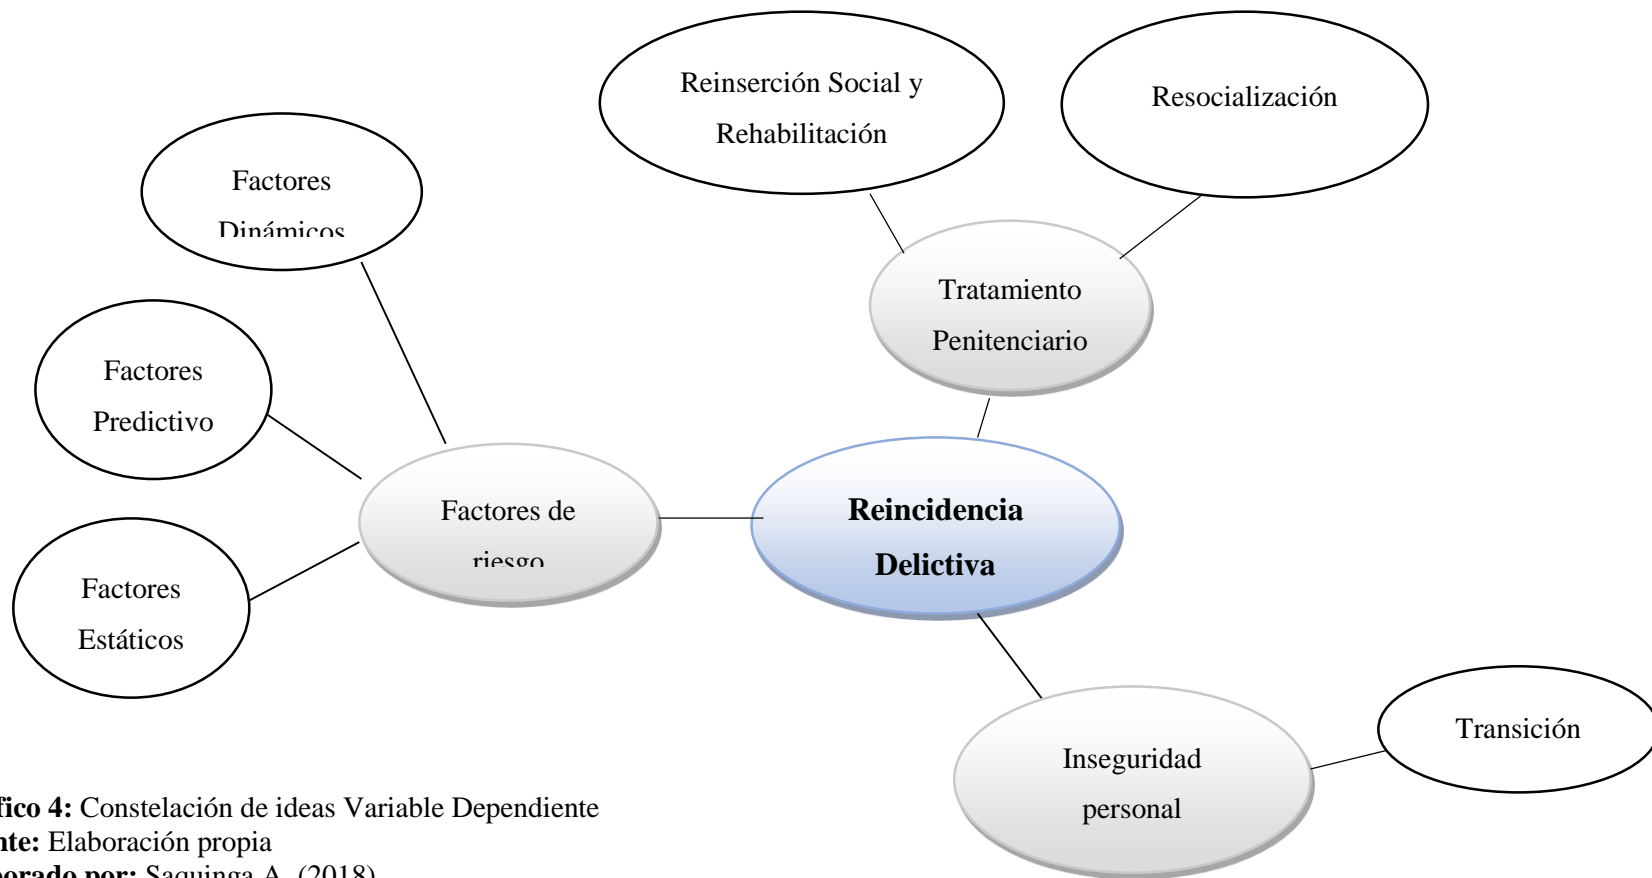 Reinserción Social y
Rehabilitación
Resocialización
Factores
Dinámicos
Tratamiento
Penitenciario
Factores
Predictivo
Factores de
riesgo
Reincidencia
Delictiva
Factores
Estáticos
Inseguridad
personal
Transición
fico 4: Constelación de ideas Variable Dependiente
nte: Elaboración propia
borado por: Saquinga A. (2018)